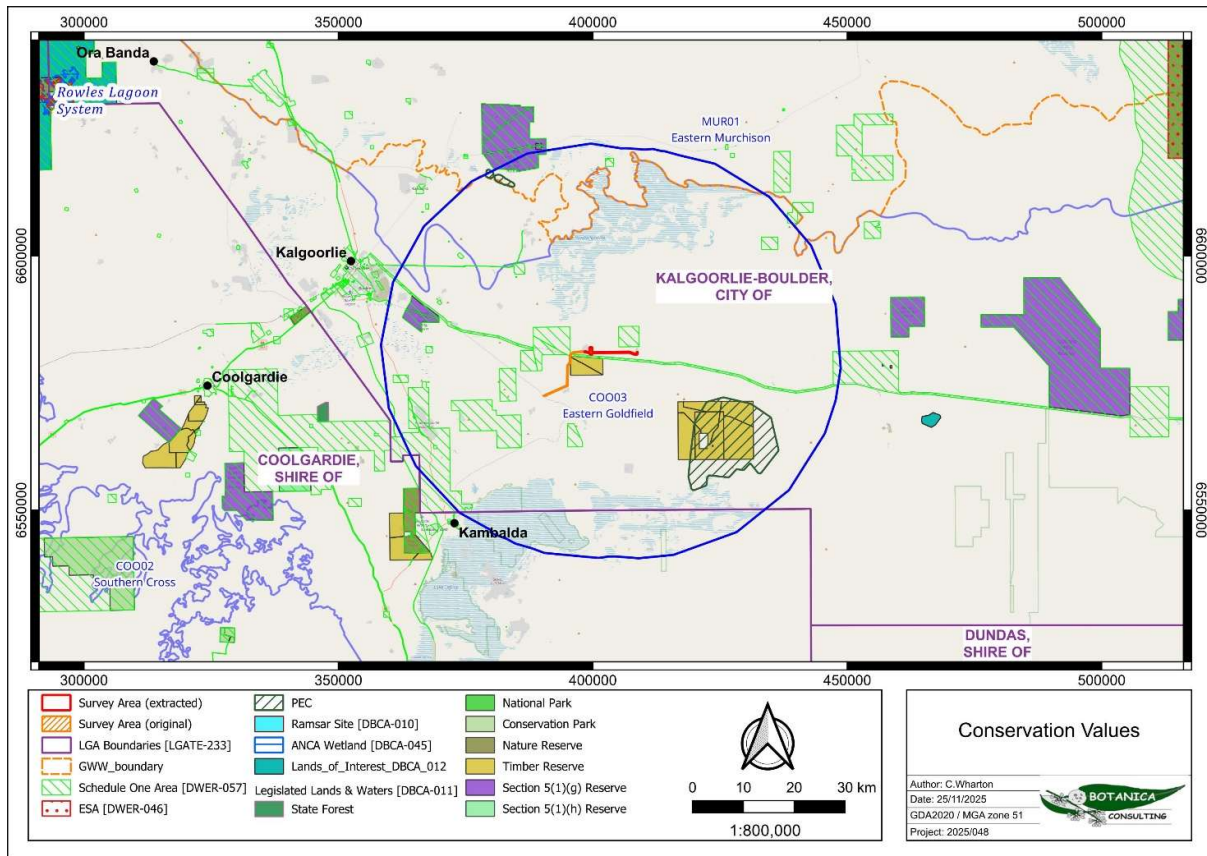 300000
350000
400000
450000
500000
Ora Banda
Rowles Lagoon
System
MUR01
Eastern Murchison
6600000
6600000
Kalgoorlie
KALGOORLIE-BOULDER,
CITY OF
Coolgardie
COO03
Eastern Goldfield
COOLGARDIE,
SHIRE OF
6550000
6550000
Kambalda
COO02
Southern Cross
DUNDAS,
SHIRE OF
300000
350000
400000
450000
500000
Survey Area (extracted)
Survey Area (original)
LGA Boundaries [LGATE-233]
GWW_boundary
Schedule One Area [DWER-057]
ESA [DWER-046]
PEC
Ramsar Site [DBCA-010]
ANCA Wetland [DBCA-045]
Lands_of_Interest_DBCA_012
Legislated Lands & Waters [DBCA-011]
State Forest
National Park
Conservation Park
Nature Reserve
Timber Reserve
Section 5(1)(g) Reserve
Section 5(1)(h) Reserve
0 10 20 30 km
1:800,000
Conservation Values
Author: C.Wharton
Date: 25/11/2025
GDA2020 / MGA zone 51
Project: 2025/048
BOTANICA
CONSULTING